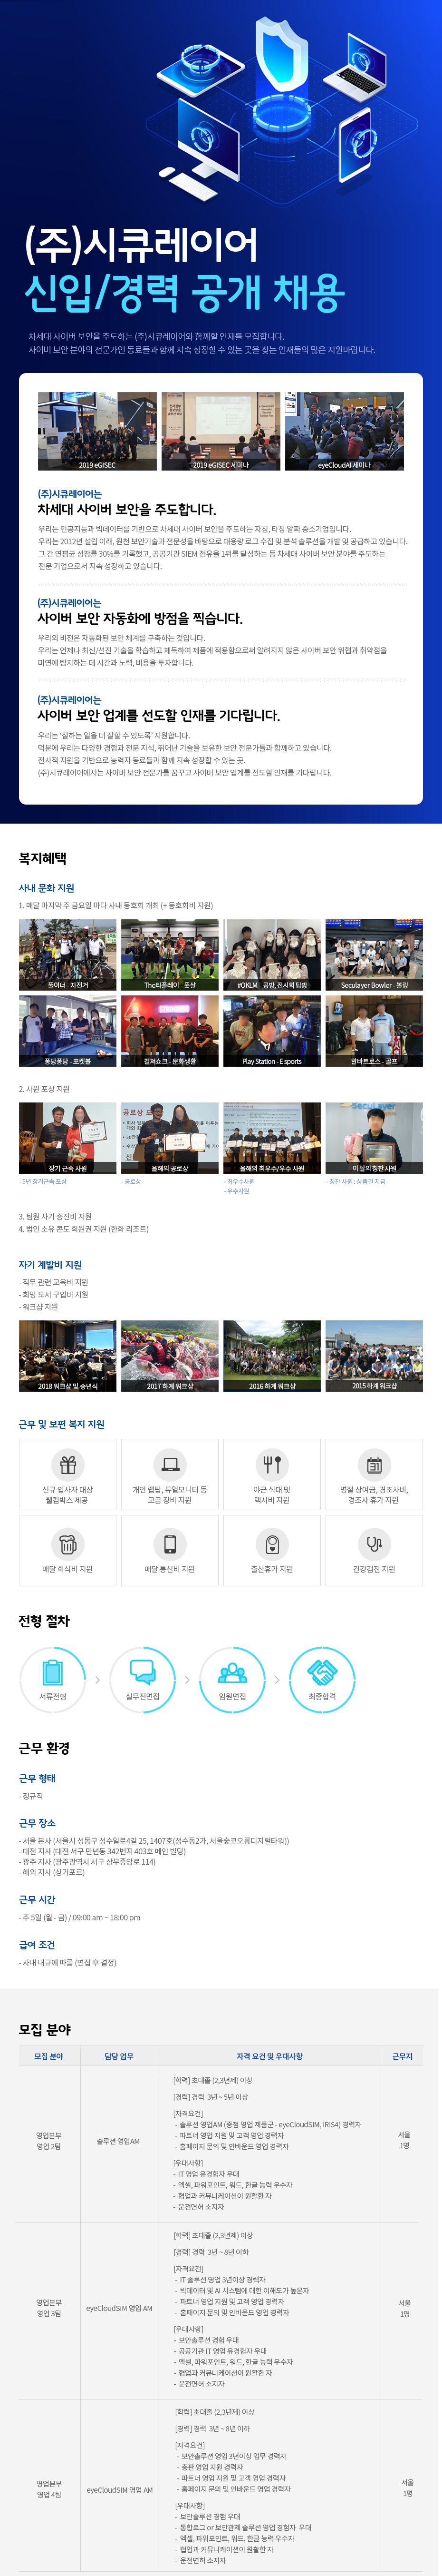 (주)시큐레이어
신입/경력 공개 채용
차세대 사이버 보안을 주도하는 (주)시큐레이어와 함께할 인재를 모집합니다.
사이버 보안 분야의 전문가인 동료들과 함께 지속 성장할 수 있는 곳을 찾는 인재들의 많은 지원바랍니다.
2019 eGISEC
2019 eGISEC 세미나
eyeCloudAI 세미나
(주)시큐레이어는
차세대 사이버 보안을 주도합니다.
우리는 인공지능과 빅데이터를 기반으로 차세대 사이버 보안을 주도하는 자칭, 타칭 알짜 중소기업입니다.
우리는 2012년 설립 이래, 원천 보안기술과 전문성을 바탕으로 대용량 로그 수집 및 분석 솔루션을 개발 및 공급하고 있습니다.
그 간 연평균 성장률 30%를 기록했고, 공공기관 SIEM 점유율 1위를 달성하는 등 차세대 사이버 보안 분야를 주도하는
전문 기업으로서 지속 성장하고 있습니다.
(주)시큐레이어는
사이버 보안 자동화에 방점을 찍습니다.
우리의 비전은 자동화된 보안 체계를 구축하는 것입니다.
우리는 언제나 최신/선진 기술을 학습하고 체득하여 제품에 적용함으로써 알려지지 않은 사이버 보안 위협과 취약점을
미연에 탐지하는 데 시간과 노력, 비용을 투자합니다.
(주)시큐레이어는
사이버 보안 업계를 선도할 인재를 기다립니다.
우리는 ‘잘하는 일을 더 잘할 수 있도록’ 지원합니다.
덕분에 우리는 다양한 경험과 전문 지식, 뛰어난 기술을 보유한 보안 전문가들과 함께하고 있습니다.
전사적 지원을 기반으로 능력자 동료들과 함께 지속 성장할 수 있는 곳.
(주)시큐레이어에서는 사이버 보안 전문가를 꿈꾸고 사이버 보안 업계를 선도할 인재를 기다립니다.
복지혜택
사내 문화 지원
1. 매달 마지막 주 금요일 마다 사내 동호회 개최 (+ 동호회비 지원)
폴이너 - 자전거
The티플레이 - 풋살
#OKLM - 공방, 전시회 탐방
Seculayer Bowler - 볼링
퐁당퐁당 - 포켓볼
컬쳐쇼크 - 문화생활
Play Station - E sports
알바트로스 - 골프
2. 사원 포상 지원
장기 근속 사원
올해의 공로상
올해의 최우수/우수 사원
이 달의 칭찬 사원
- 5년 장기근속 포상
- 공로상
- 최우수사원
- 우수사원
- 칭찬 사원 : 상품권 지급
3. 팀원 사기 증진비 지원
4. 법인 소유 콘도 회원권 지원 (한화 리조트)
자기 계발비 지원
- 직무 관련 교육비 지원
- 희망 도서 구입비 지원
- 워크샵 지원
2018 워크샵 및 송년식
2017 하계 워크샵
2016 하계 워크샵
2015 하계 워크샵
근무 및 보편 복지 지원
신규 입사자 대상
웰컴박스 제공
개인 랩탑, 듀얼모니터 등
고급 장비 지원
야근 식대 및
택시비 지원
명절 상여금, 경조사비,
경조사 휴가 지원
매달 회식비 지원
매달 통신비 지원
출산휴가 지원
건강검진 지원
전형 절차
서류전형
실무진면접
임원면접
최종합격
근무 환경
근무 형태
- 정규직
근무 장소
- 서울 본사 (서울시 성동구 성수일로4길 25, 1407호(성수동2가, 서울숲코오롱디지털타워))
- 대전 지사 (대전 서구 만년동 342번지 403호 메인 빌딩)
- 광주 지사 (광주광역시 서구 상무중앙로 114)
- 해외 지사 (싱가포르)
근무 시간
- 주 5일 (월 - 금) / 09:00 am ~ 18:00 pm
급여 조건
- 사내 내규에 따름 (면접 후 결정)
모집 분야
모집 분야 담당 업무 자격 요건 및 우대사항 근무지
영업본부
영업 2팀
솔루션 영업AM
[학력] 초대졸 (2,3년제) 이상
[경력] 경력 3년 ~ 5년 이상
[자격요건]
- 솔루션 영업AM (중점 영업 제품군 - eyeCloudSIM, IRIS4) 경력자
- 파트너 영업 지원 및 고객 영업 경력자
- 홈페이지 문의 및 인바운드 영업 경력자
[우대사항]
- IT 영업 유경험자 우대
- 엑셀, 파워포인트, 워드, 한글 능력 우수자
- 협업과 커뮤니케이션이 원활한 자
- 운전면허 소지자
서울
1명
영업본부
영업 3팀
eyeCloudSIM 영업 AM
[학력] 초대졸 (2,3년제) 이상
[경력] 경력 3년 ~ 8년 이하
[자격요건]
- IT 솔루션 영업 3년이상 경력자
- 빅데이터 및 AI 시스템에 대한 이해도가 높은자
- 파트너 영업 지원 및 고객 영업 경력자
- 홈페이지 문의 및 인바운드 영업 경력자
[우대사항]
- 보안솔루션 경험 우대
- 공공기관 IT 영업 유경험자 우대
- 엑셀, 파워포인트, 워드, 한글 능력 우수자
- 협업과 커뮤니케이션이 원활한 자
- 운전면허 소지자
서울
1명
영업본부
영업 4팀
eyeCloudSIM 영업 AM
[학력] 초대졸 (2,3년제) 이상
[경력] 경력 3년 ~ 8년 이하
[자격요건]
- 보안솔루션 영업 3년이상 업무 경력자
- 총판 영업 지원 경력자
- 파트너 영업 지원 및 고객 영업 경력자
- 홈페이지 문의 및 인바운드 영업 경력자
[우대사항]
- 보안솔루션 경험 우대
- 통합로그 or 보안관제 솔루션 영업 경험자 우대
- 엑셀, 파워포인트, 워드, 한글 능력 우수자
- 협업과 커뮤니케이션이 원활한 자
- 운전면허 소지자
서울
1명